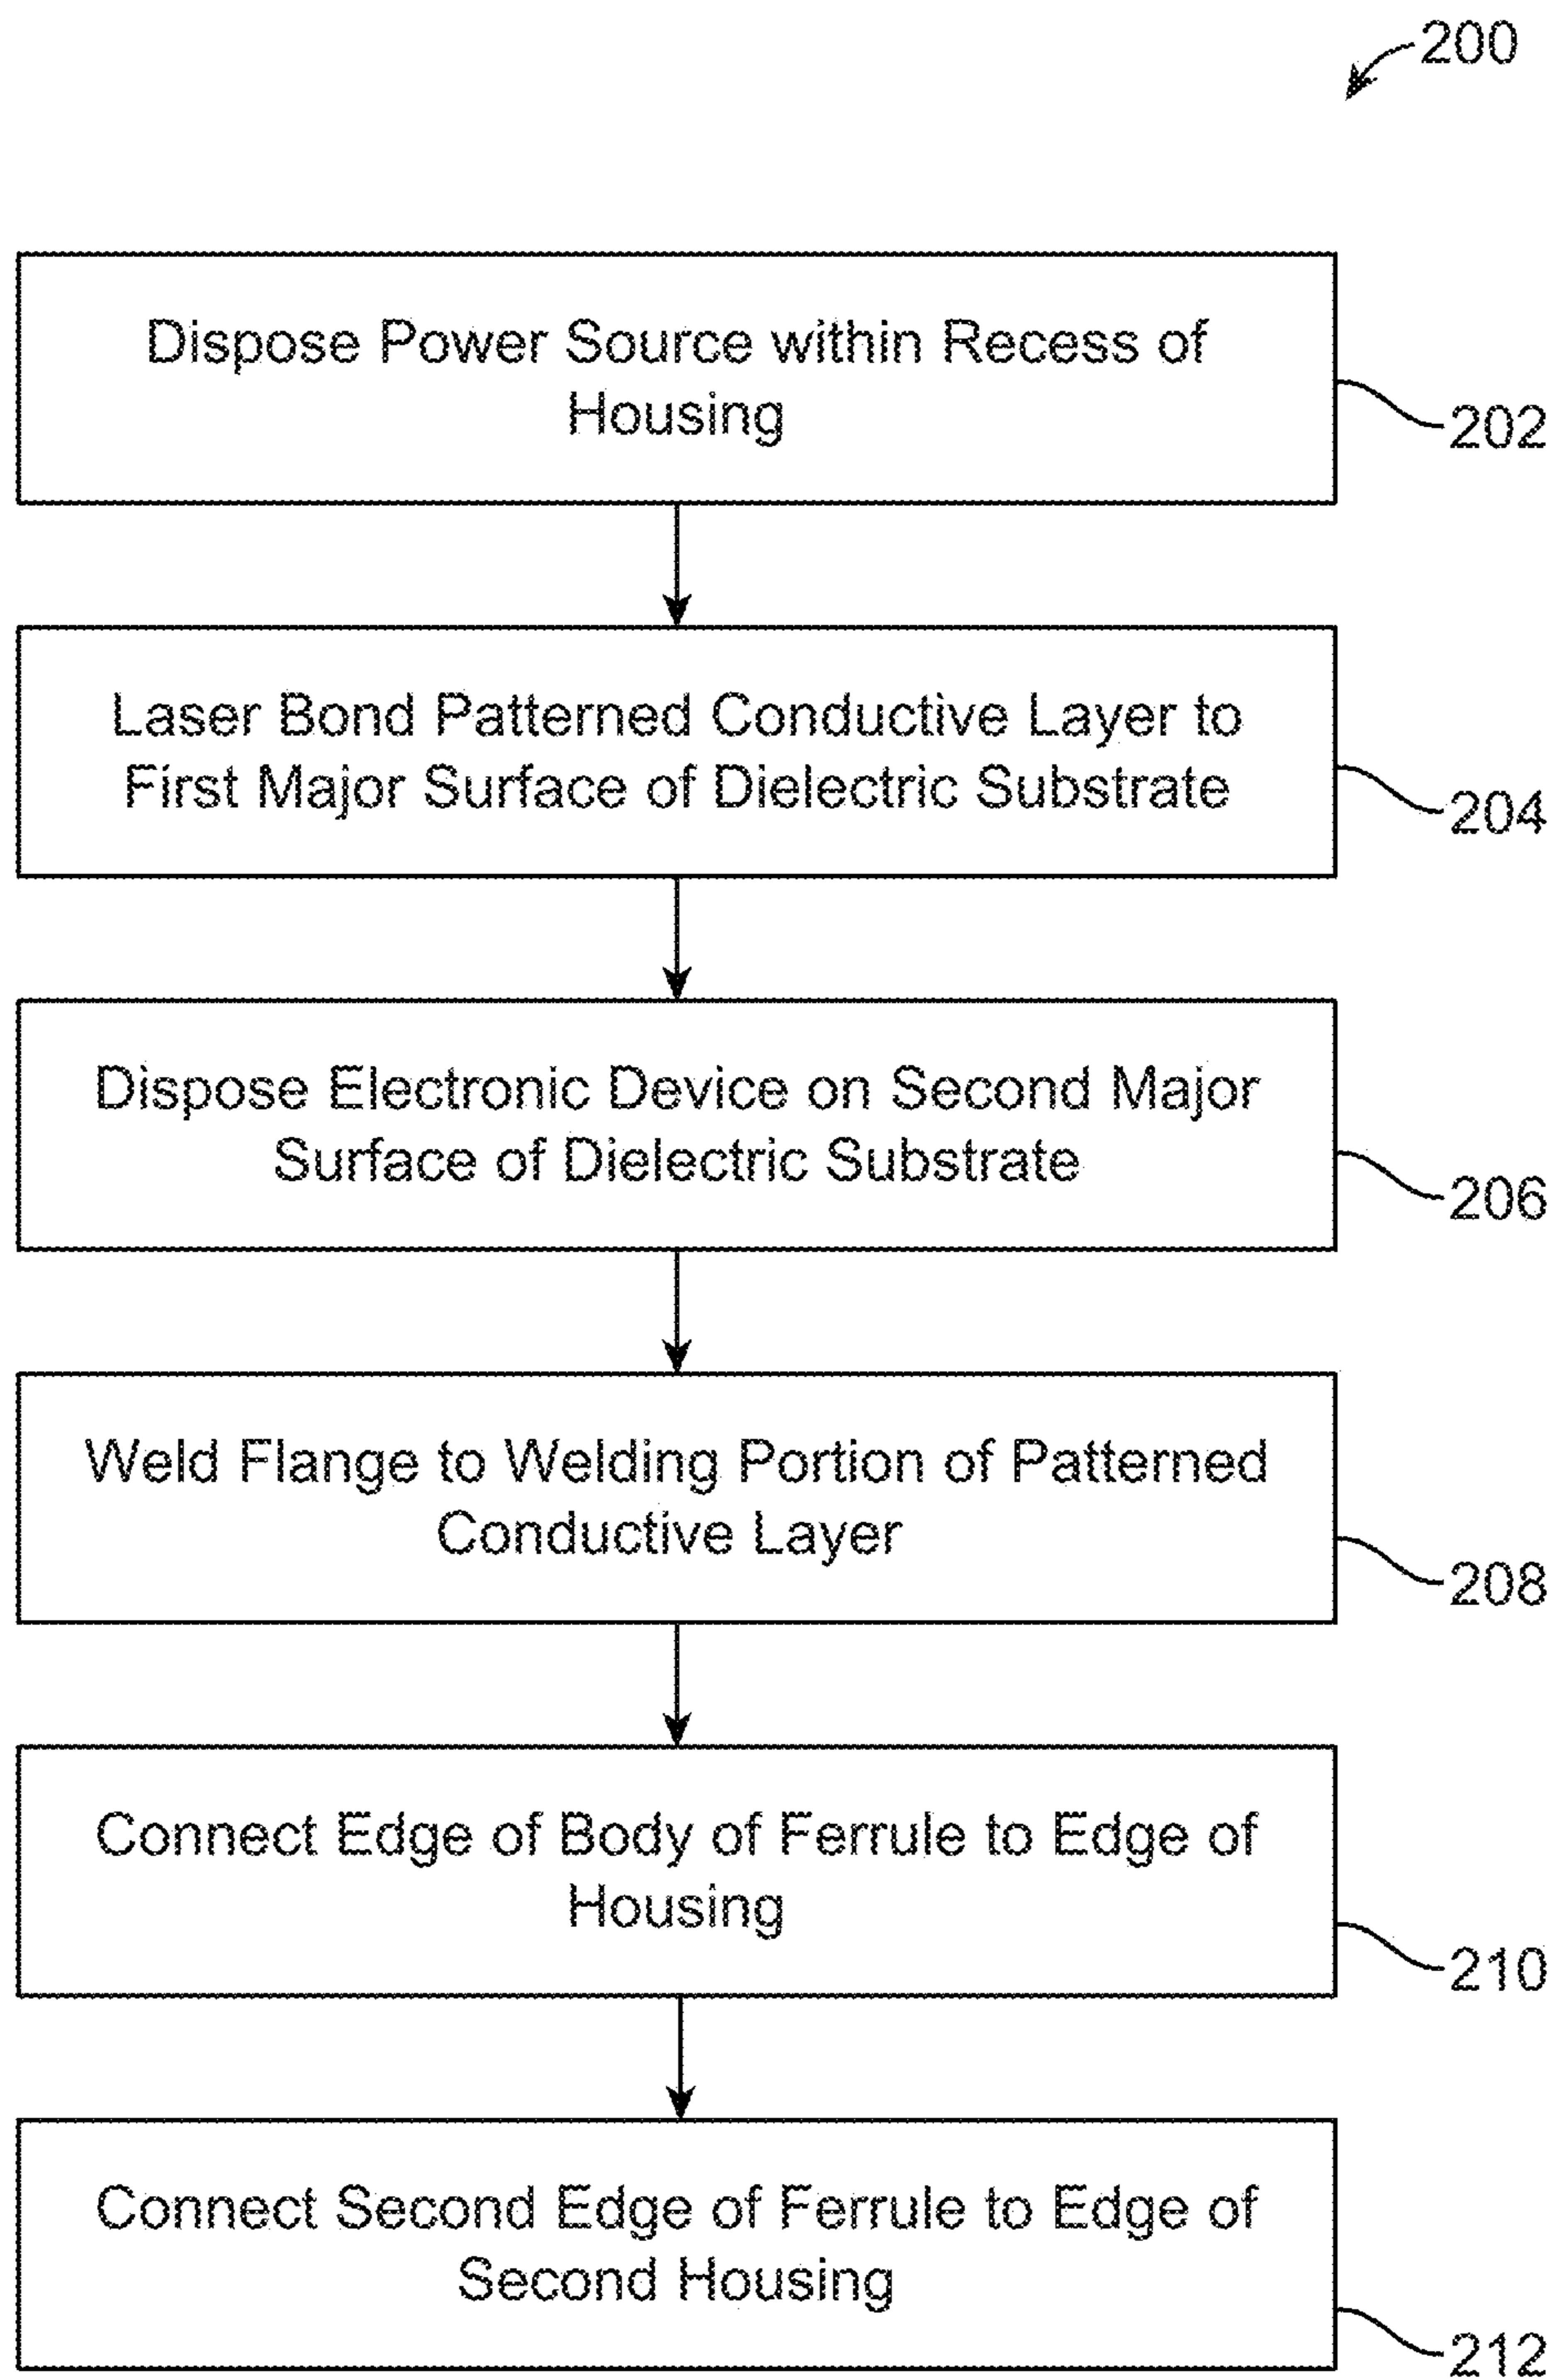 200
Dispose Power Source within Recess of
Housing
202
Laser Bond Patterned Conductive Layer to
First Major Surface of Dielectric Substrate
204
Dispose Electronic Device on Second Major
Surface of Dielectric Substrate
206
Weld Flange to Welding Portion of Patterned
Conductive Layer
208
Connect Edge of Body of Ferrule to Edge of
Housing
210
Connect Second Edge of Ferrule to Edge of
Second Housing
212